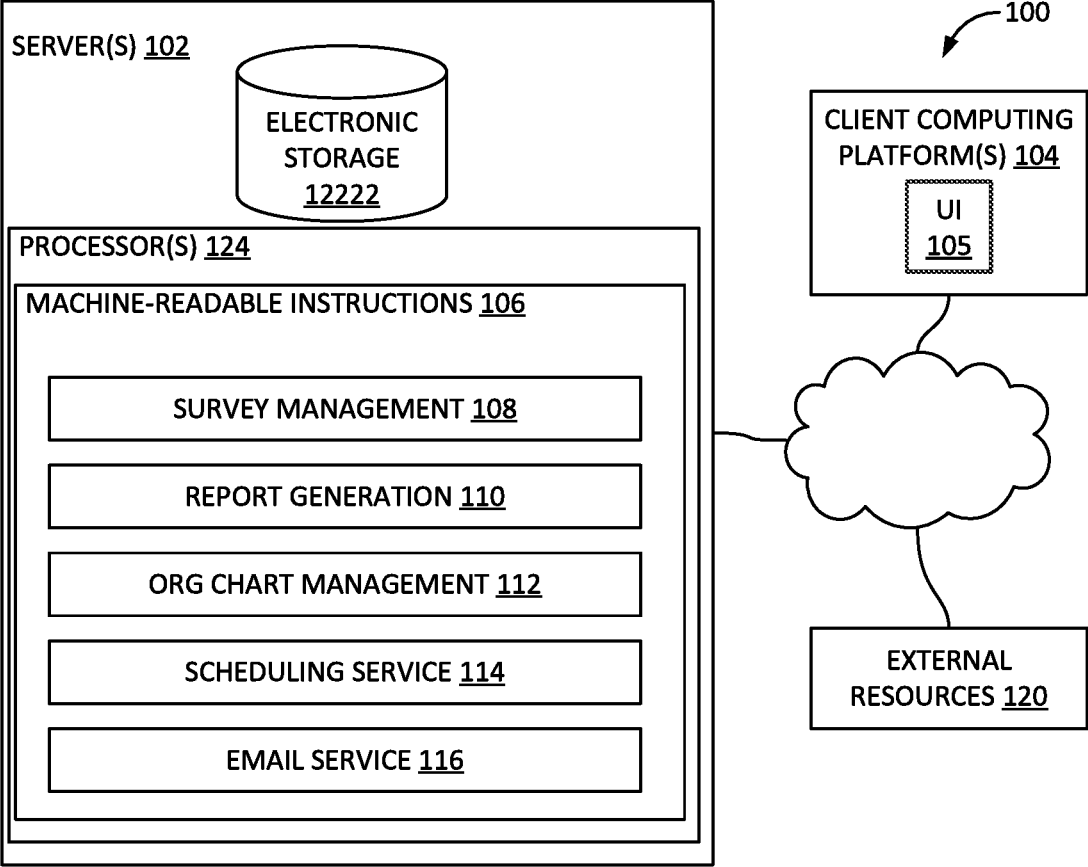 100
SERVER(S) 102
ELECTRONIC
STORAGE
12222
PROCESSOR(S) 124
MACHINE-READABLE INSTRUCTIONS 106
SURVEY MANAGEMENT 108
REPORT GENERATION 110
ORG CHART MANAGEMENT 112
SCHEDULING SERVICE 114
EMAIL SERVICE 116
CLIENT COMPUTING
PLATFORM(S) 104
UI
105
EXTERNAL
RESOURCES 120